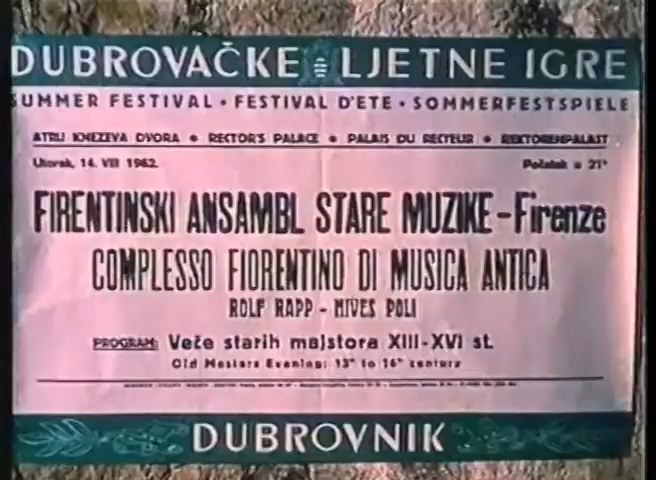 DUBROVAČKE LJETNE IGRE
SUMMER FESTIVAL • FESTIVAL D'ETE • SOMMERFESTSPIELE
ATRIJ KNEZEVA DVORA • RECTOR'S PALACE • PALAIS DU RECTEUR • REKTORENPALAST
Utorak, 14. VIII 1962. Početak u 21ʰ
FIRENTINSKI ANSAMBL STARE MUZIKE – Firenze
COMPLESSO FIORENTINO DI MUSICA ANTICA
ROLF RAPP – NIVES POLI
PROGRAM: Veče starih majstora XIII-XVI st.
Old Masters Evening: 13ᵗʰ to 16ᵗʰ century
DUBROVNIK